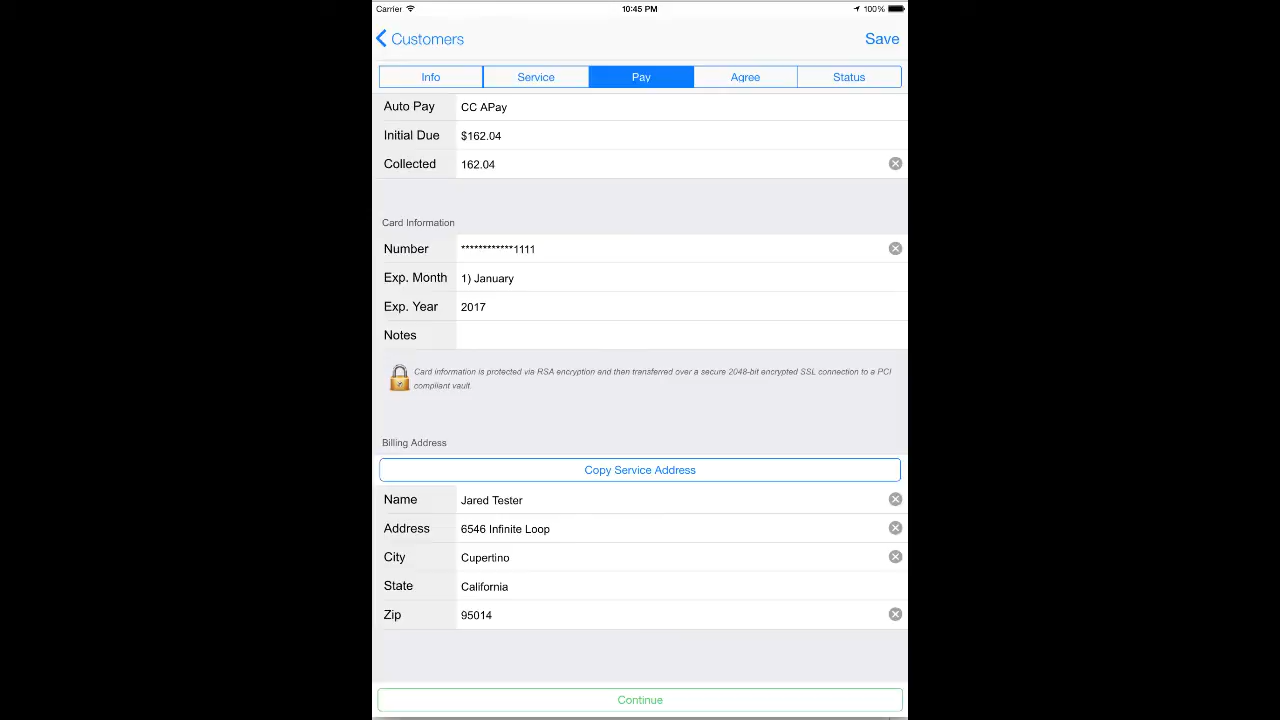 Carrier 10:45 PM 100%
Customers Save
Info Service Pay Agree Status
Auto Pay CC APay
Initial Due $162.04
Collected 162.04
Card Information
Number ************1111
Exp. Month 1) January
Exp. Year 2017
Notes
Card information is protected via RSA encryption and then transferred over a secure 2048-bit encrypted SSL connection to a PCI
compliant vault.
Billing Address
Copy Service Address
Name Jared Tester
Address 6546 Infinite Loop
City Cupertino
State California
Zip 95014
Continue